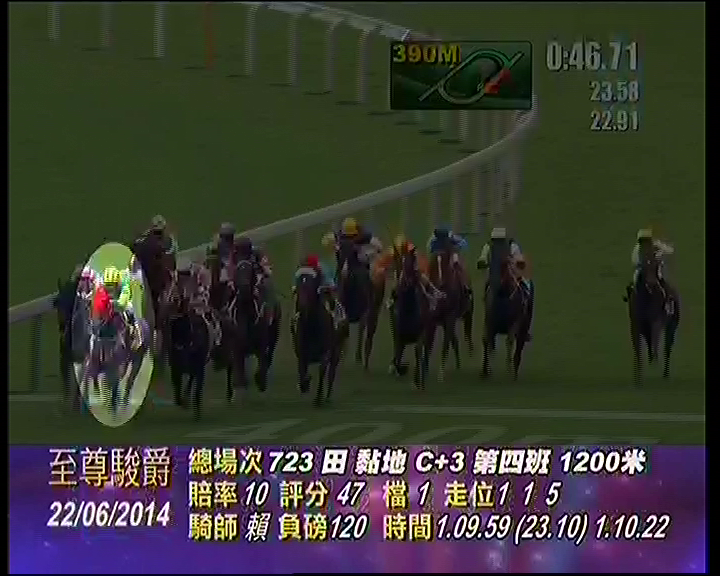 390M
0:46.71
23.58
22.91
至尊駿爵 總場次 723 田 黏地 C+3 第四班 1200米
賠率 10 評分 47 檔 1 走位 1 1 5
22/06/2014 騎師 賴 負磅 120 時間 1.09.59 (23.10) 1.10.22